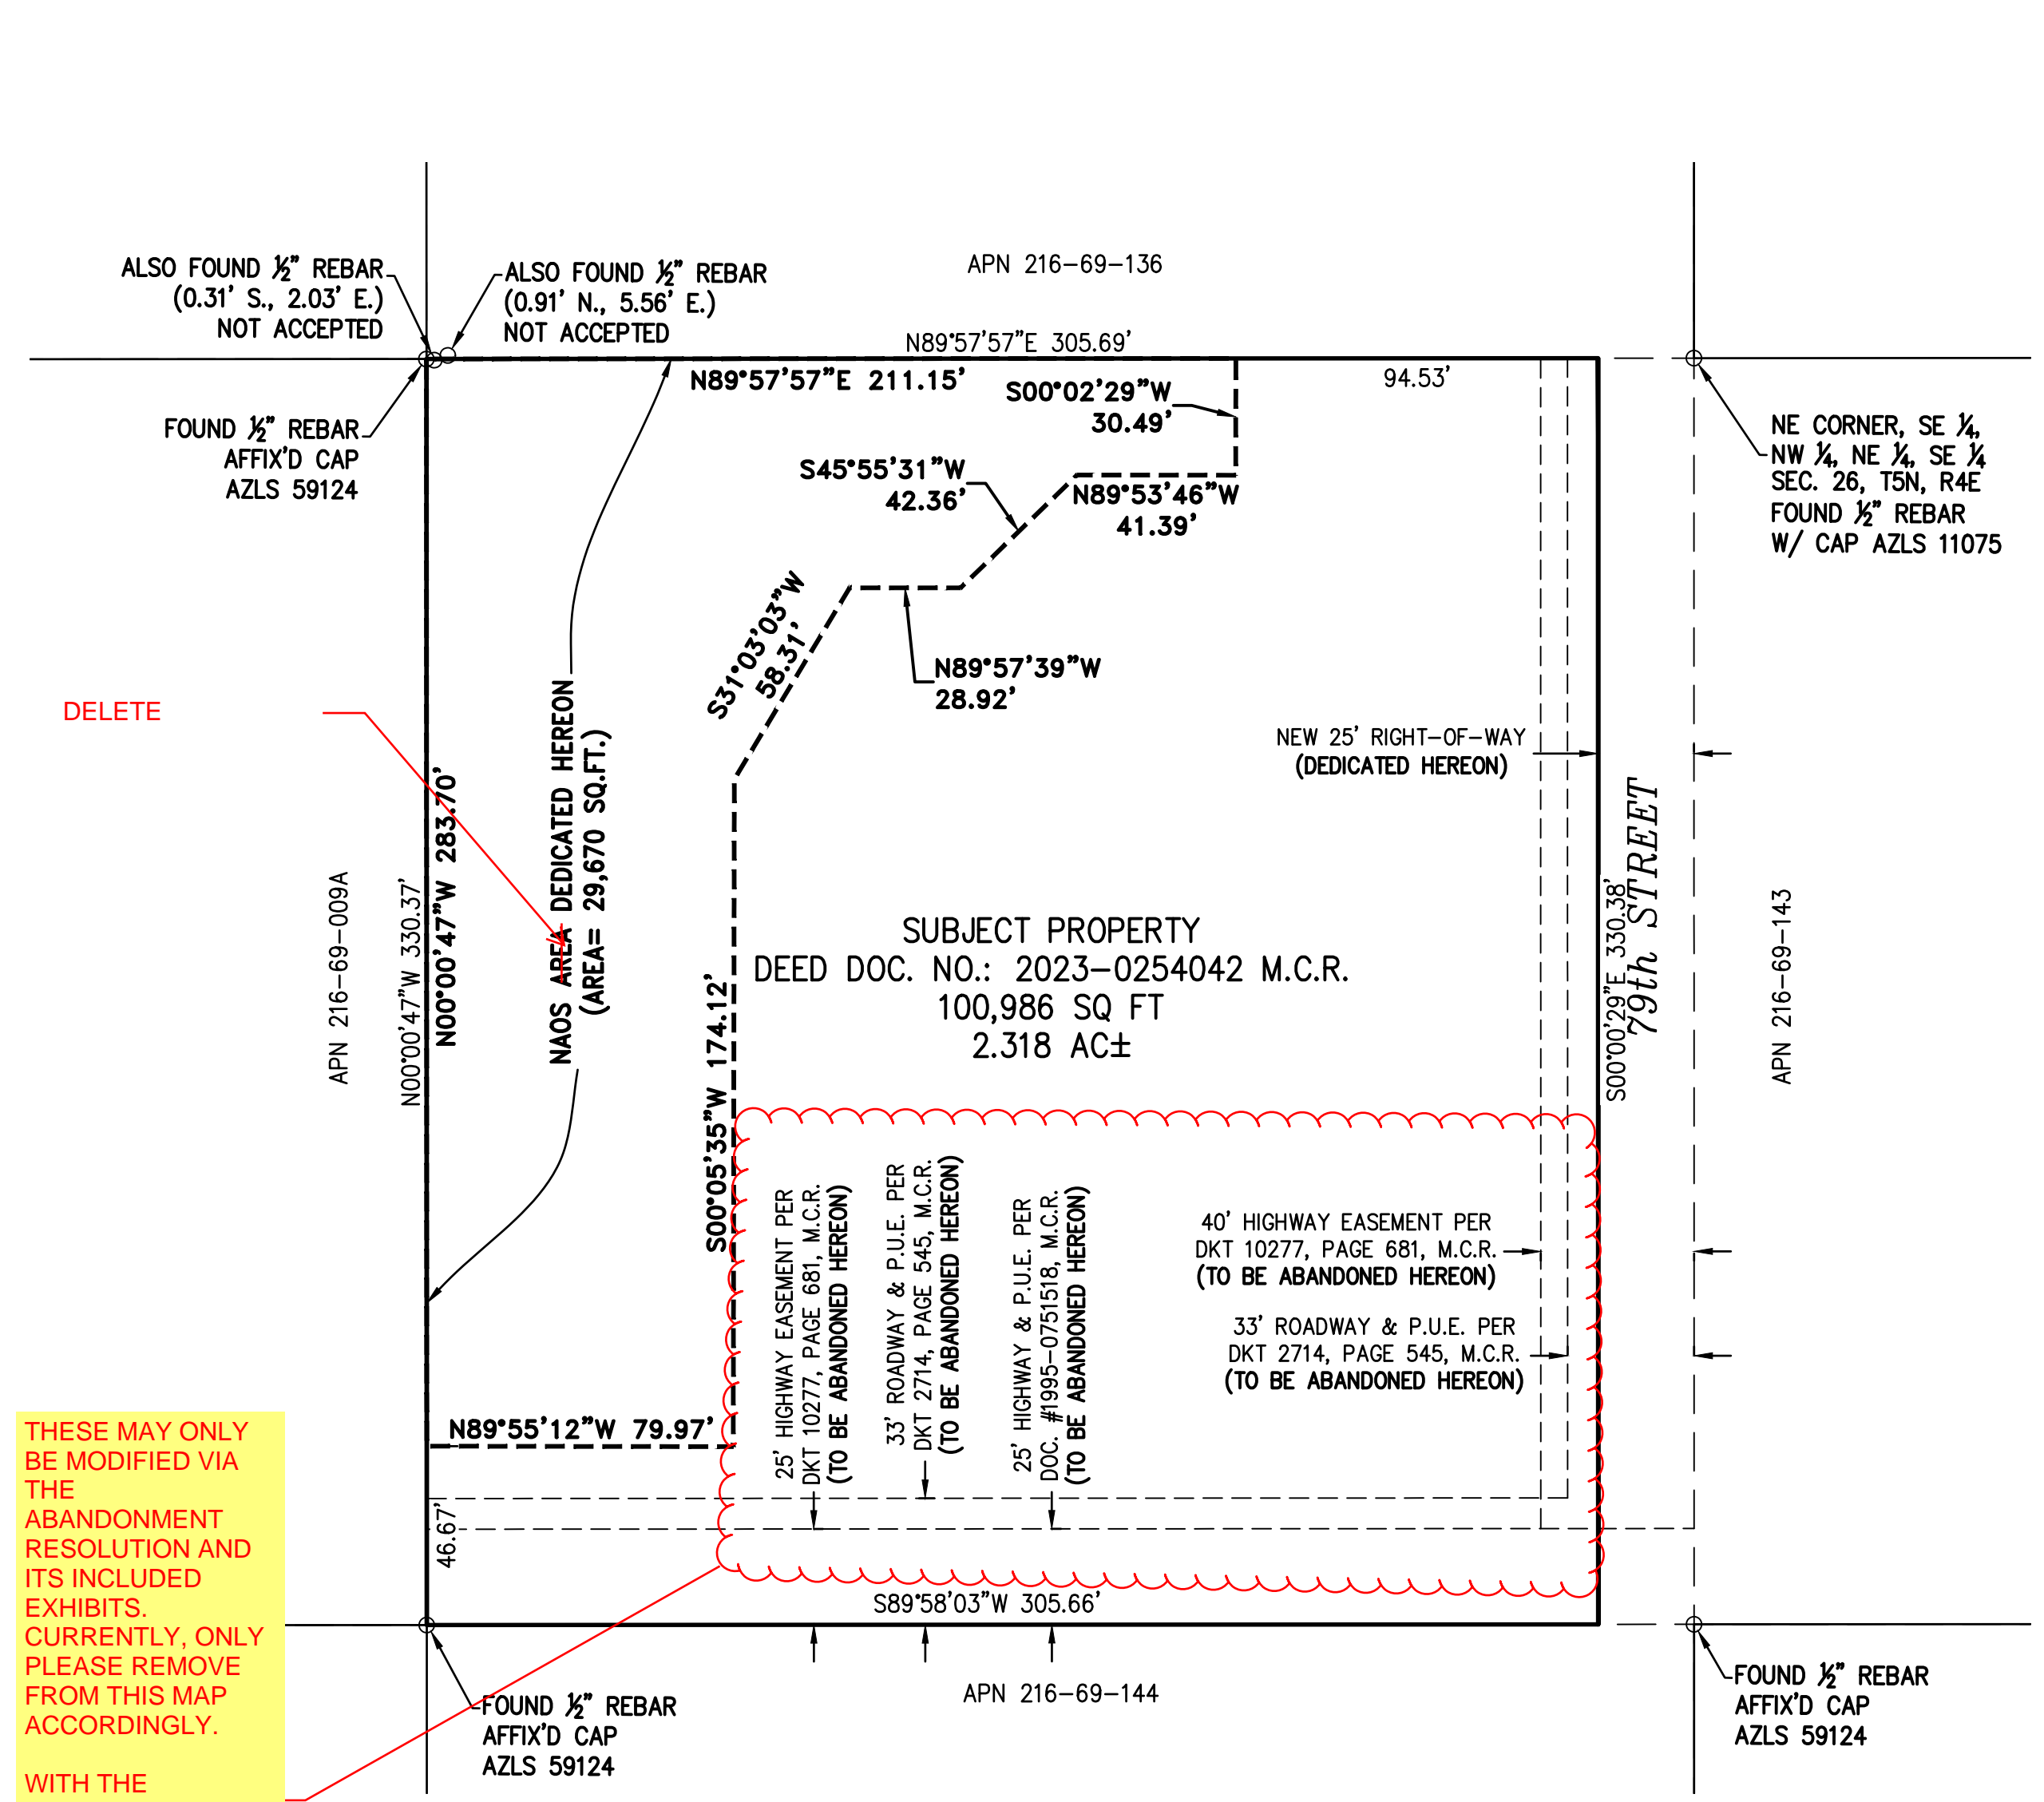 ALSO FOUND ½" REBAR
(0.31' S., 2.03' E.)
NOT ACCEPTED
ALSO FOUND ½" REBAR
(0.91' N., 5.56' E.)
NOT ACCEPTED
APN 216-69-136
N89°57'57"E 305.69'
N89°57'57"E 211.15'
S00°02'29"W
30.49'
94.53'
FOUND ½" REBAR
AFFIX'D CAP
AZLS 59124
S45°55'31"W
42.36'
N89°53'46"W
41.39'
NE CORNER, SE ¼,
NW ¼, NE ¼, SE ¼
SEC. 26, T5N, R4E
FOUND ½" REBAR
W/ CAP AZLS 11075
S31°03'03"W
58.31'
N89°57'39"W
28.92'
DELETE
NEW 25' RIGHT-OF-WAY
(DEDICATED HEREON)
NAOS AREA DEDICATED HEREON
(AREA= 29,670 SQ.FT.)
N00°00'47"W 283.70'
N00°00'47"W 330.37'
APN 216-69-009A
S00°05'35"W 174.12'
SUBJECT PROPERTY
DEED DOC. NO.: 2023-0254042 M.C.R.
100,986 SQ FT
2.318 AC±
S00°00'29"E 330.38'
79th STREET
APN 216-69-143
25' HIGHWAY EASEMENT PER
DKT 10277, PAGE 681, M.C.R.
(TO BE ABANDONED HEREON)
33' ROADWAY & P.U.E. PER
DKT 2714, PAGE 545, M.C.R.
(TO BE ABANDONED HEREON)
25' HIGHWAY & P.U.E. PER
DOC. #1995-0751518, M.C.R.
(TO BE ABANDONED HEREON)
40' HIGHWAY EASEMENT PER
DKT 10277, PAGE 681, M.C.R.
(TO BE ABANDONED HEREON)
33' ROADWAY & P.U.E. PER
DKT 2714, PAGE 545, M.C.R.
(TO BE ABANDONED HEREON)
N89°55'12"W 79.97'
46.67'
S89°58'03"W 305.66'
THESE MAY ONLY
BE MODIFIED VIA
THE
ABANDONMENT
RESOLUTION AND
ITS INCLUDED
EXHIBITS.
CURRENTLY, ONLY
PLEASE REMOVE
FROM THIS MAP
ACCORDINGLY.
WITH THE
FOUND ½" REBAR
AFFIX'D CAP
AZLS 59124
APN 216-69-144
FOUND ½" REBAR
AFFIX'D CAP
AZLS 59124